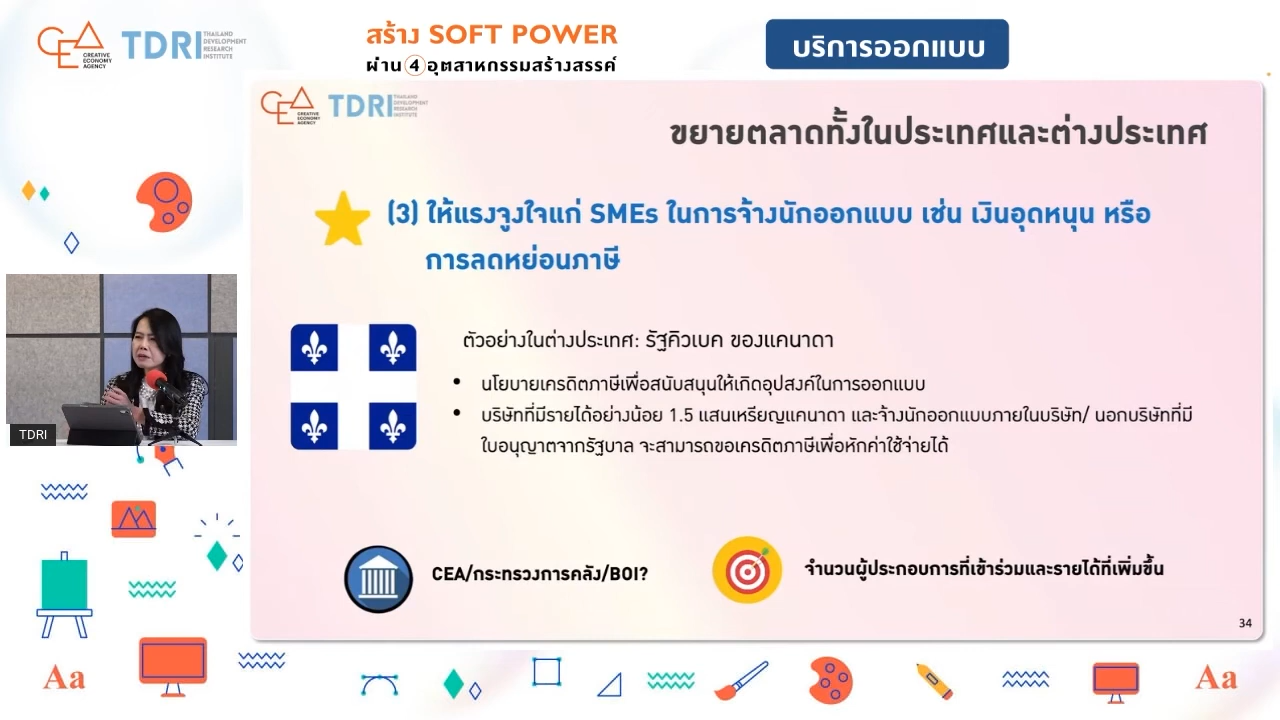 CEA CREATIVE ECONOMY AGENCY
TDRI THAILAND DEVELOPMENT RESEARCH INSTITUTE
สร้าง SOFT POWER
ผ่าน 4 อุตสาหกรรมสร้างสรรค์
บริการออกแบบ
CEA CREATIVE ECONOMY AGENCY
TDRI THAILAND DEVELOPMENT RESEARCH INSTITUTE
ขยายตลาดทั้งในประเทศและต่างประเทศ
(3) ให้แรงจูงใจแก่ SMEs ในการจ้างนักออกแบบ เช่น เงินอุดหนุน หรือ
การลดหย่อนภาษี
ตัวอย่างในต่างประเทศ: รัฐคิวเบค ของแคนาดา
• นโยบายเครดิตภาษีเพื่อสนับสนุนให้เกิดอุปสงค์ในการออกแบบ
• บริษัทที่มีรายได้อย่างน้อย 1.5 แสนเหรียญแคนาดา และจ้างนักออกแบบภายในบริษัท/ นอกบริษัทที่มี
ใบอนุญาตจากรัฐบาล จะสามารถขอเครดิตภาษีเพื่อหักค่าใช้จ่ายได้
CEA/กระทรวงการคลัง/BOI?
จำนวนผู้ประกอบการที่เข้าร่วมและรายได้ที่เพิ่มขึ้น
34
TDRI
Aa
Aa